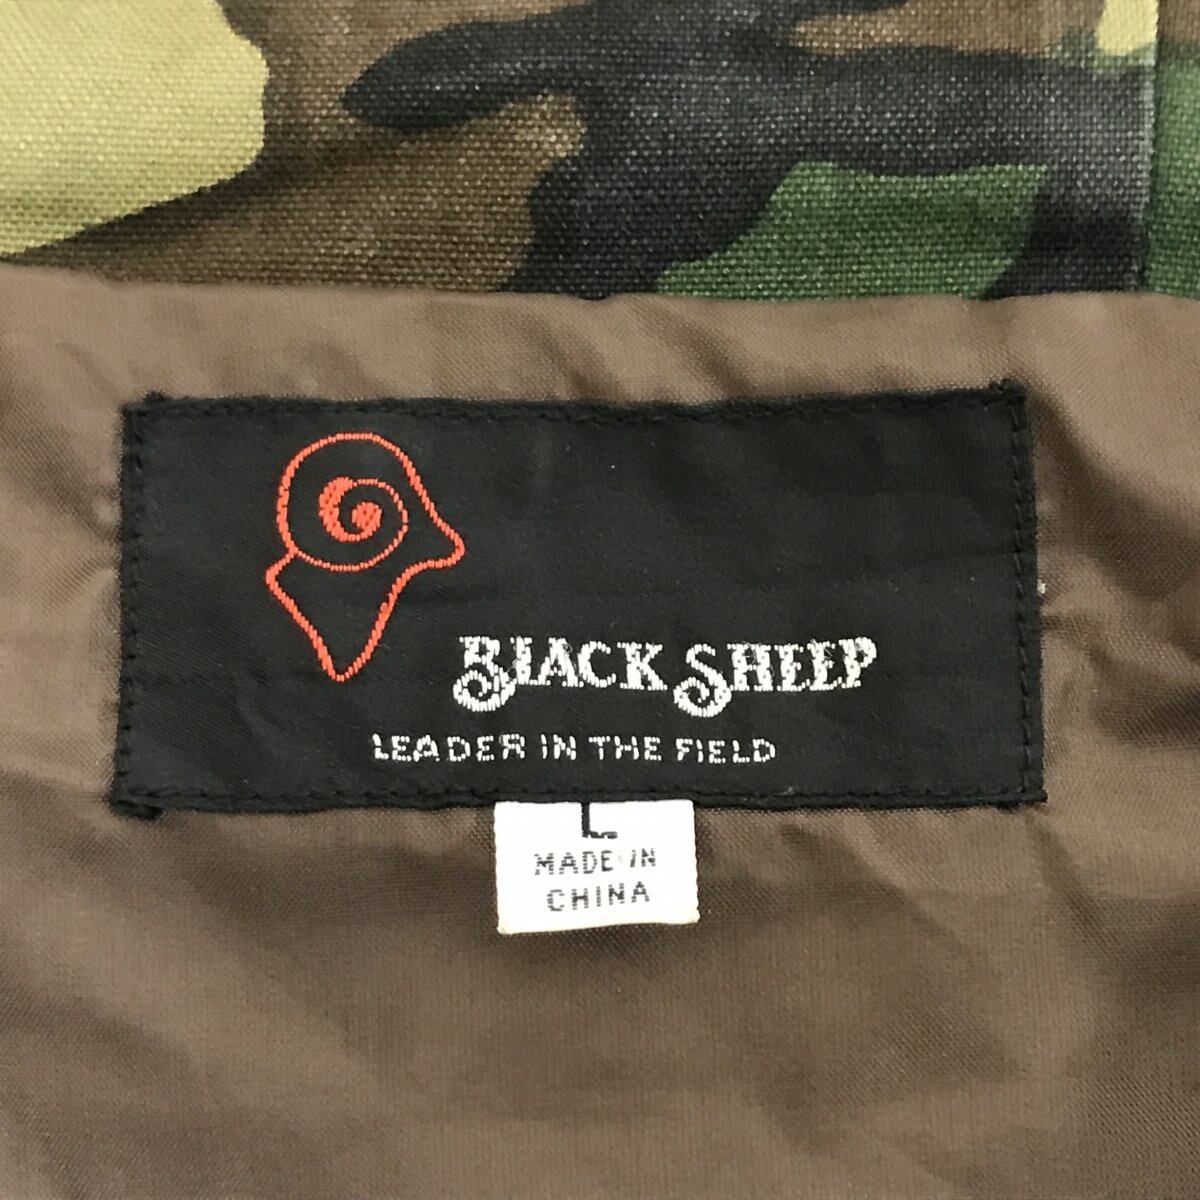 BLACK SHEEP
LEADER IN THE FIELD
L
MADE IN
CHINA